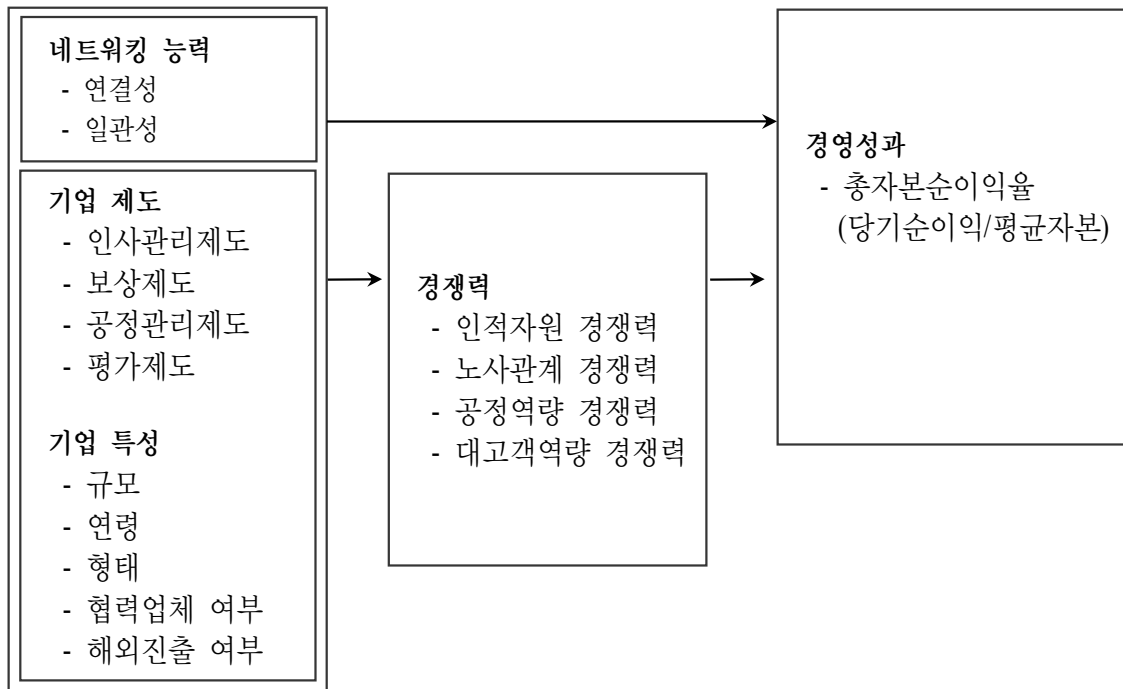 네트워킹 능력
- 연결성
- 일관성
기업 제도
- 인사관리제도
- 보상제도
- 공정관리제도
- 평가제도
기업 특성
- 규모
- 연령
- 형태
- 협력업체 여부
- 해외진출 여부
경쟁력
- 인적자원 경쟁력
- 노사관계 경쟁력
- 공정역량 경쟁력
- 대고객역량 경쟁력
경영성과
- 총자본순이익율
(당기순이익/평균자본)